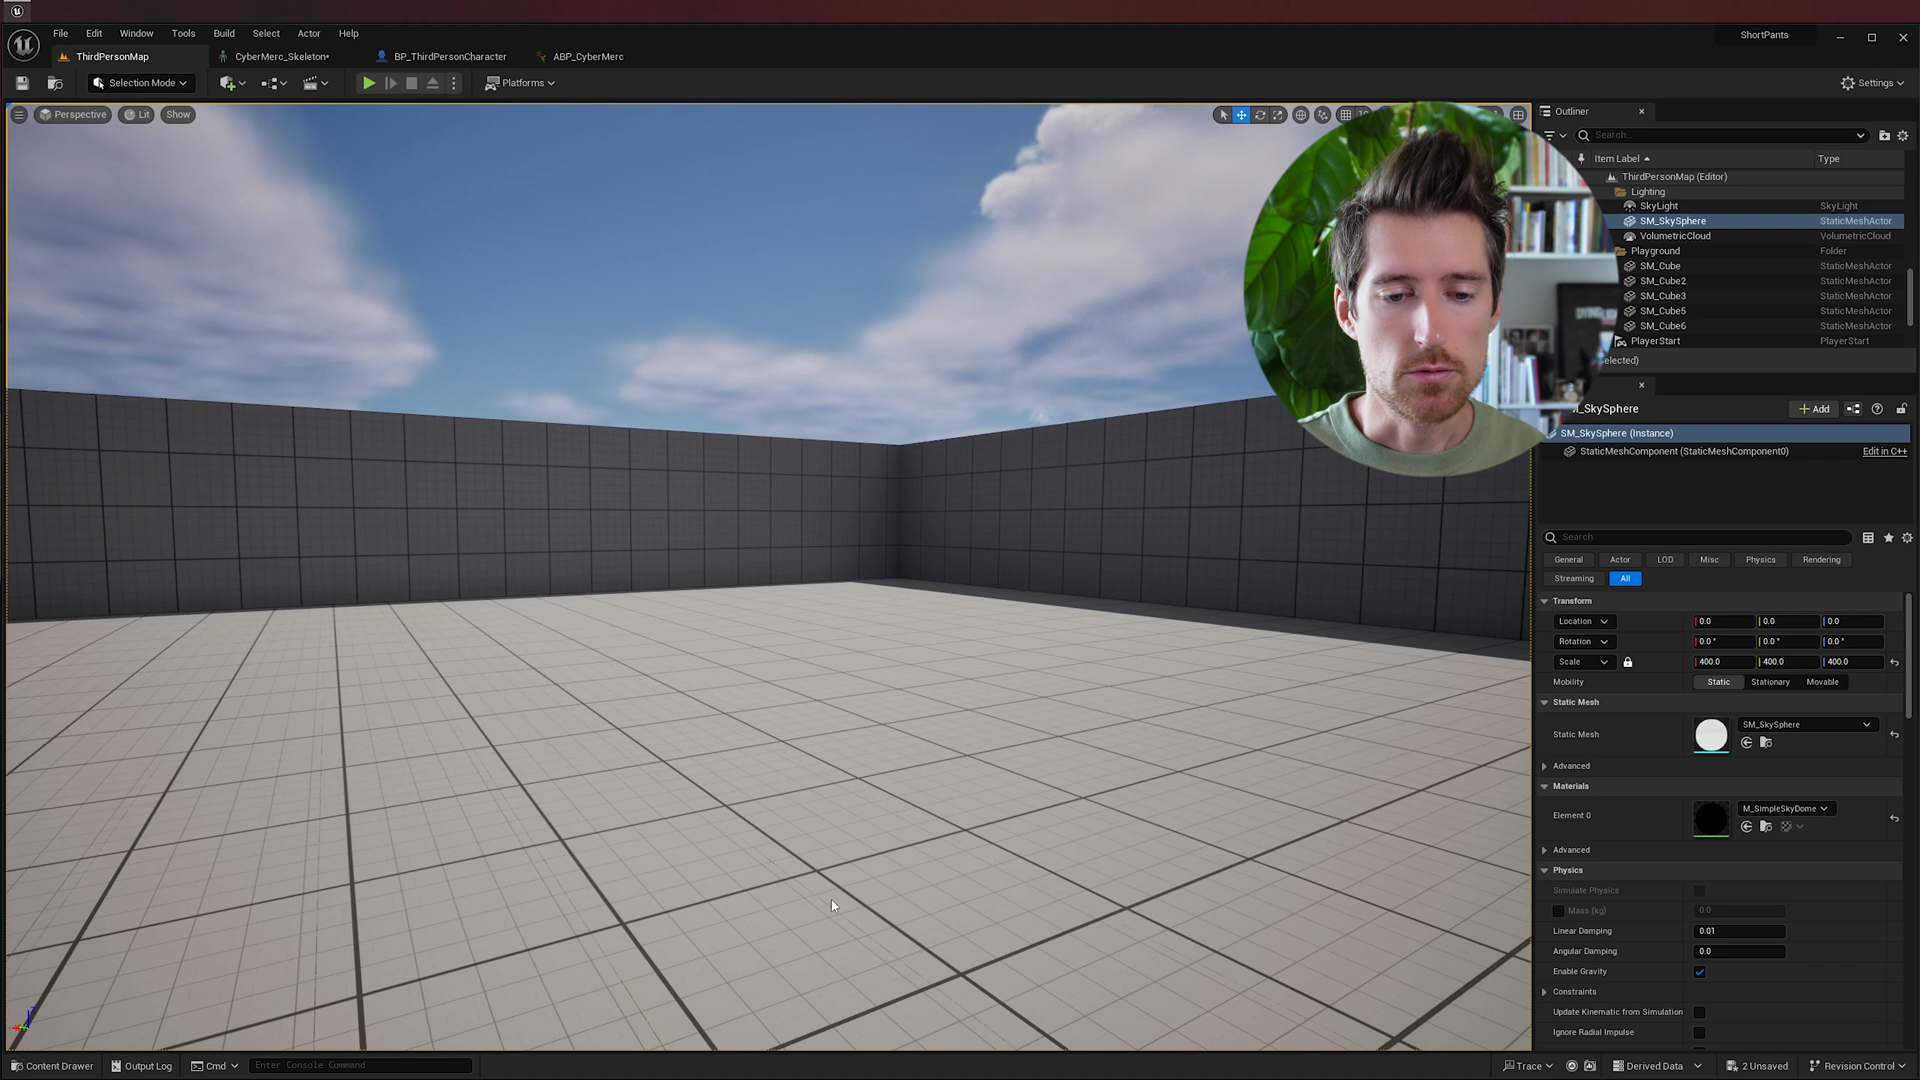 File Edit Window Tools Build Select Actor Help
ShortPants
ThirdPersonMap CyberMerc_Skeleton* BP_ThirdPersonCharacter ABP_CyberMerc
Selection Mode Platforms Settings
Perspective Lit Show
Outliner
Search...
Item Label Type
ThirdPersonMap (Editor)
Lighting
SkyLight SkyLight
SM_SkySphere StaticMeshActor
VolumetricCloud VolumetricCloud
Playground Folder
SM_Cube StaticMeshActor
SM_Cube2 StaticMeshActor
SM_Cube3 StaticMeshActor
SM_Cube5 StaticMeshActor
SM_Cube6 StaticMeshActor
PlayerStart PlayerStart
elected)
M_SkySphere Add
SM_SkySphere (Instance)
StaticMeshComponent (StaticMeshComponent0) Edit in C++
Search
General Actor LOD Misc Physics Rendering
Streaming All
Transform
Location 0.0 0.0 0.0
Rotation 0.0 ° 0.0 ° 0.0 °
Scale 400.0 400.0 400.0
Mobility Static Stationary Movable
Static Mesh
Static Mesh SM_SkySphere
Advanced
Materials
Element 0 M_SimpleSkyDome
Advanced
Physics
Simulate Physics
Mass (kg) 0.0
Linear Damping 0.01
Angular Damping 0.0
Enable Gravity
Constraints
Update Kinematic from Simulation
Ignore Radial Impulse
Content Drawer Output Log Cmd Enter Console Command Trace Derived Data 2 Unsaved Revision Control